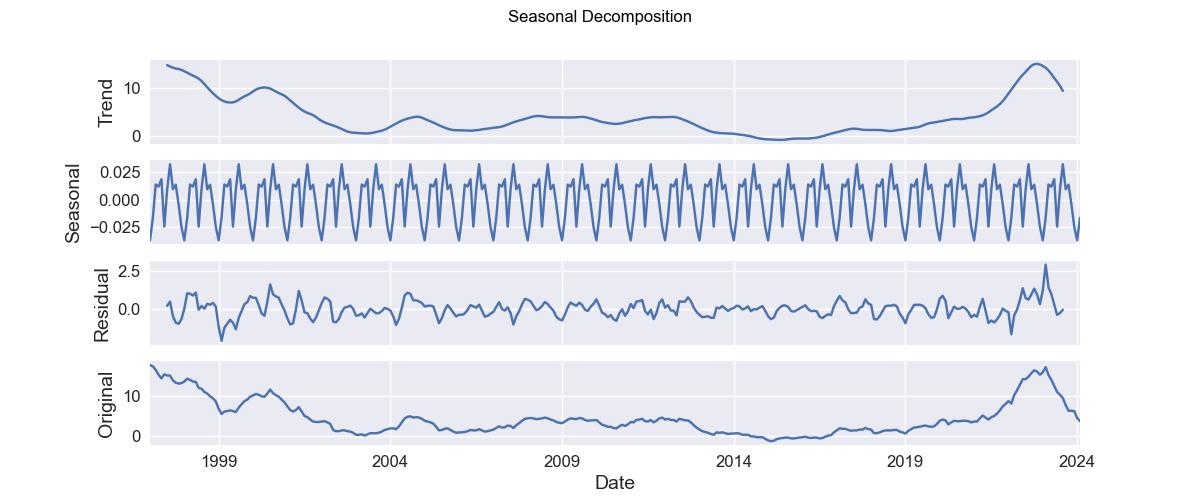 Seasonal Decomposition
Trend
10
0
Seasonal
0.025
0.000
−0.025
Residual
2.5
0.0
Original
10
0
1999 2004 2009 2014 2019 2024
Date